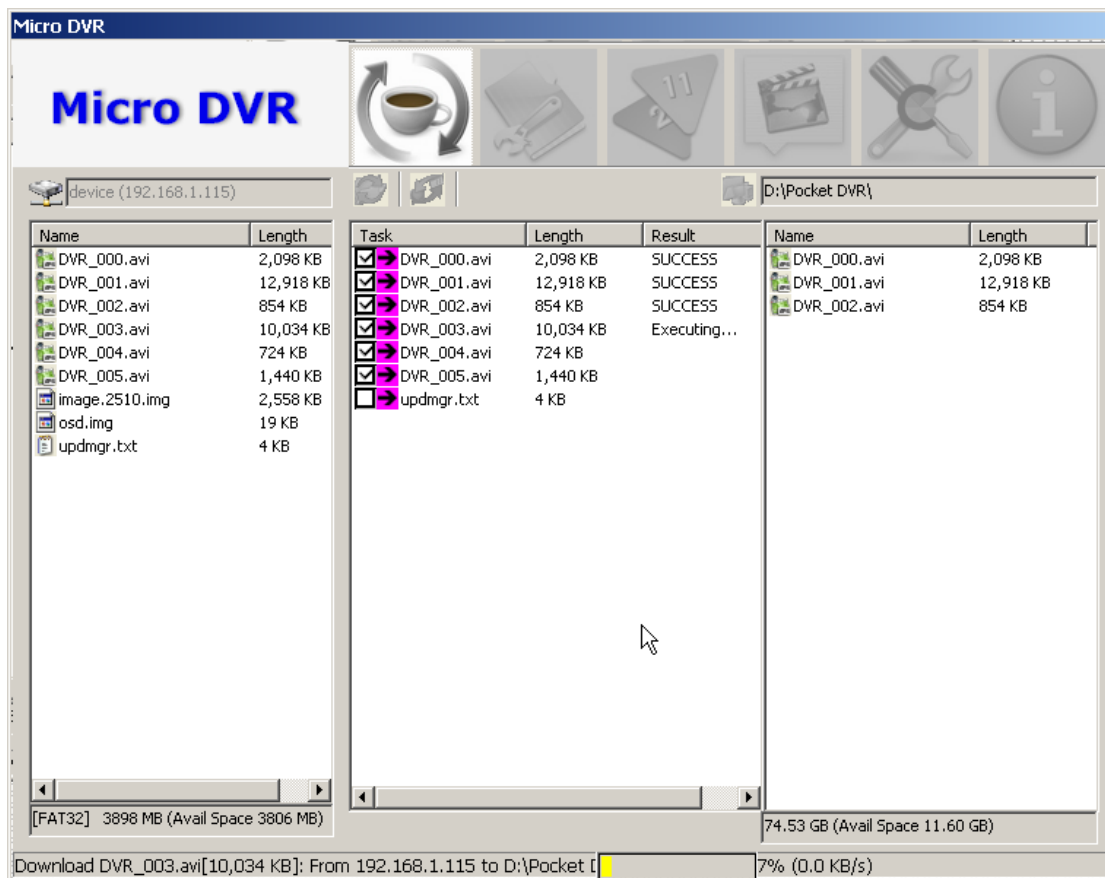 Micro DVR
Micro DVR
11
2
device (192.168.1.115)
D:\Pocket DVR\
Name Length
DVR_000.avi 2,098 KB
DVR_001.avi 12,918 KB
DVR_002.avi 854 KB
DVR_003.avi 10,034 KB
DVR_004.avi 724 KB
DVR_005.avi 1,440 KB
image.2510.img 2,558 KB
osd.img 19 KB
updmgr.txt 4 KB
[FAT32] 3898 MB (Avail Space 3806 MB)
Task Length Result
DVR_000.avi 2,098 KB SUCCESS
DVR_001.avi 12,918 KB SUCCESS
DVR_002.avi 854 KB SUCCESS
DVR_003.avi 10,034 KB Executing...
DVR_004.avi 724 KB
DVR_005.avi 1,440 KB
updmgr.txt 4 KB
Name Length
DVR_000.avi 2,098 KB
DVR_001.avi 12,918 KB
DVR_002.avi 854 KB
74.53 GB (Avail Space 11.60 GB)
Download DVR_003.avi[10,034 KB]: From 192.168.1.115 to D:\Pocket [ 7% (0.0 KB/s)